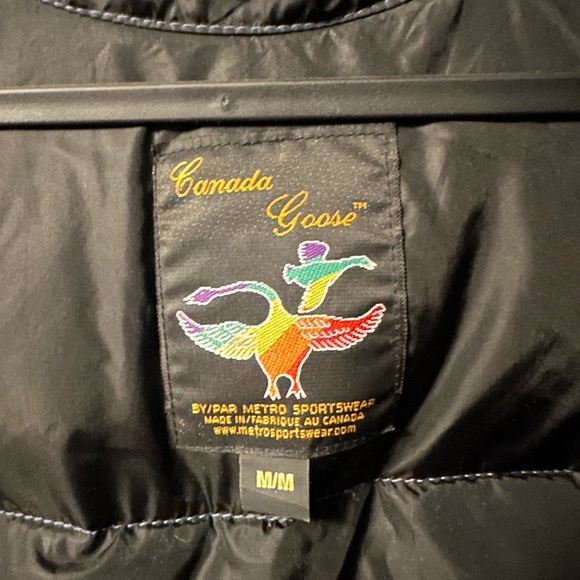 Canada
Goose™
BY/PAR METRO SPORTSWEAR
MADE IN/FABRIQUE AU CANADA
www.metrosportswear.com
M/M